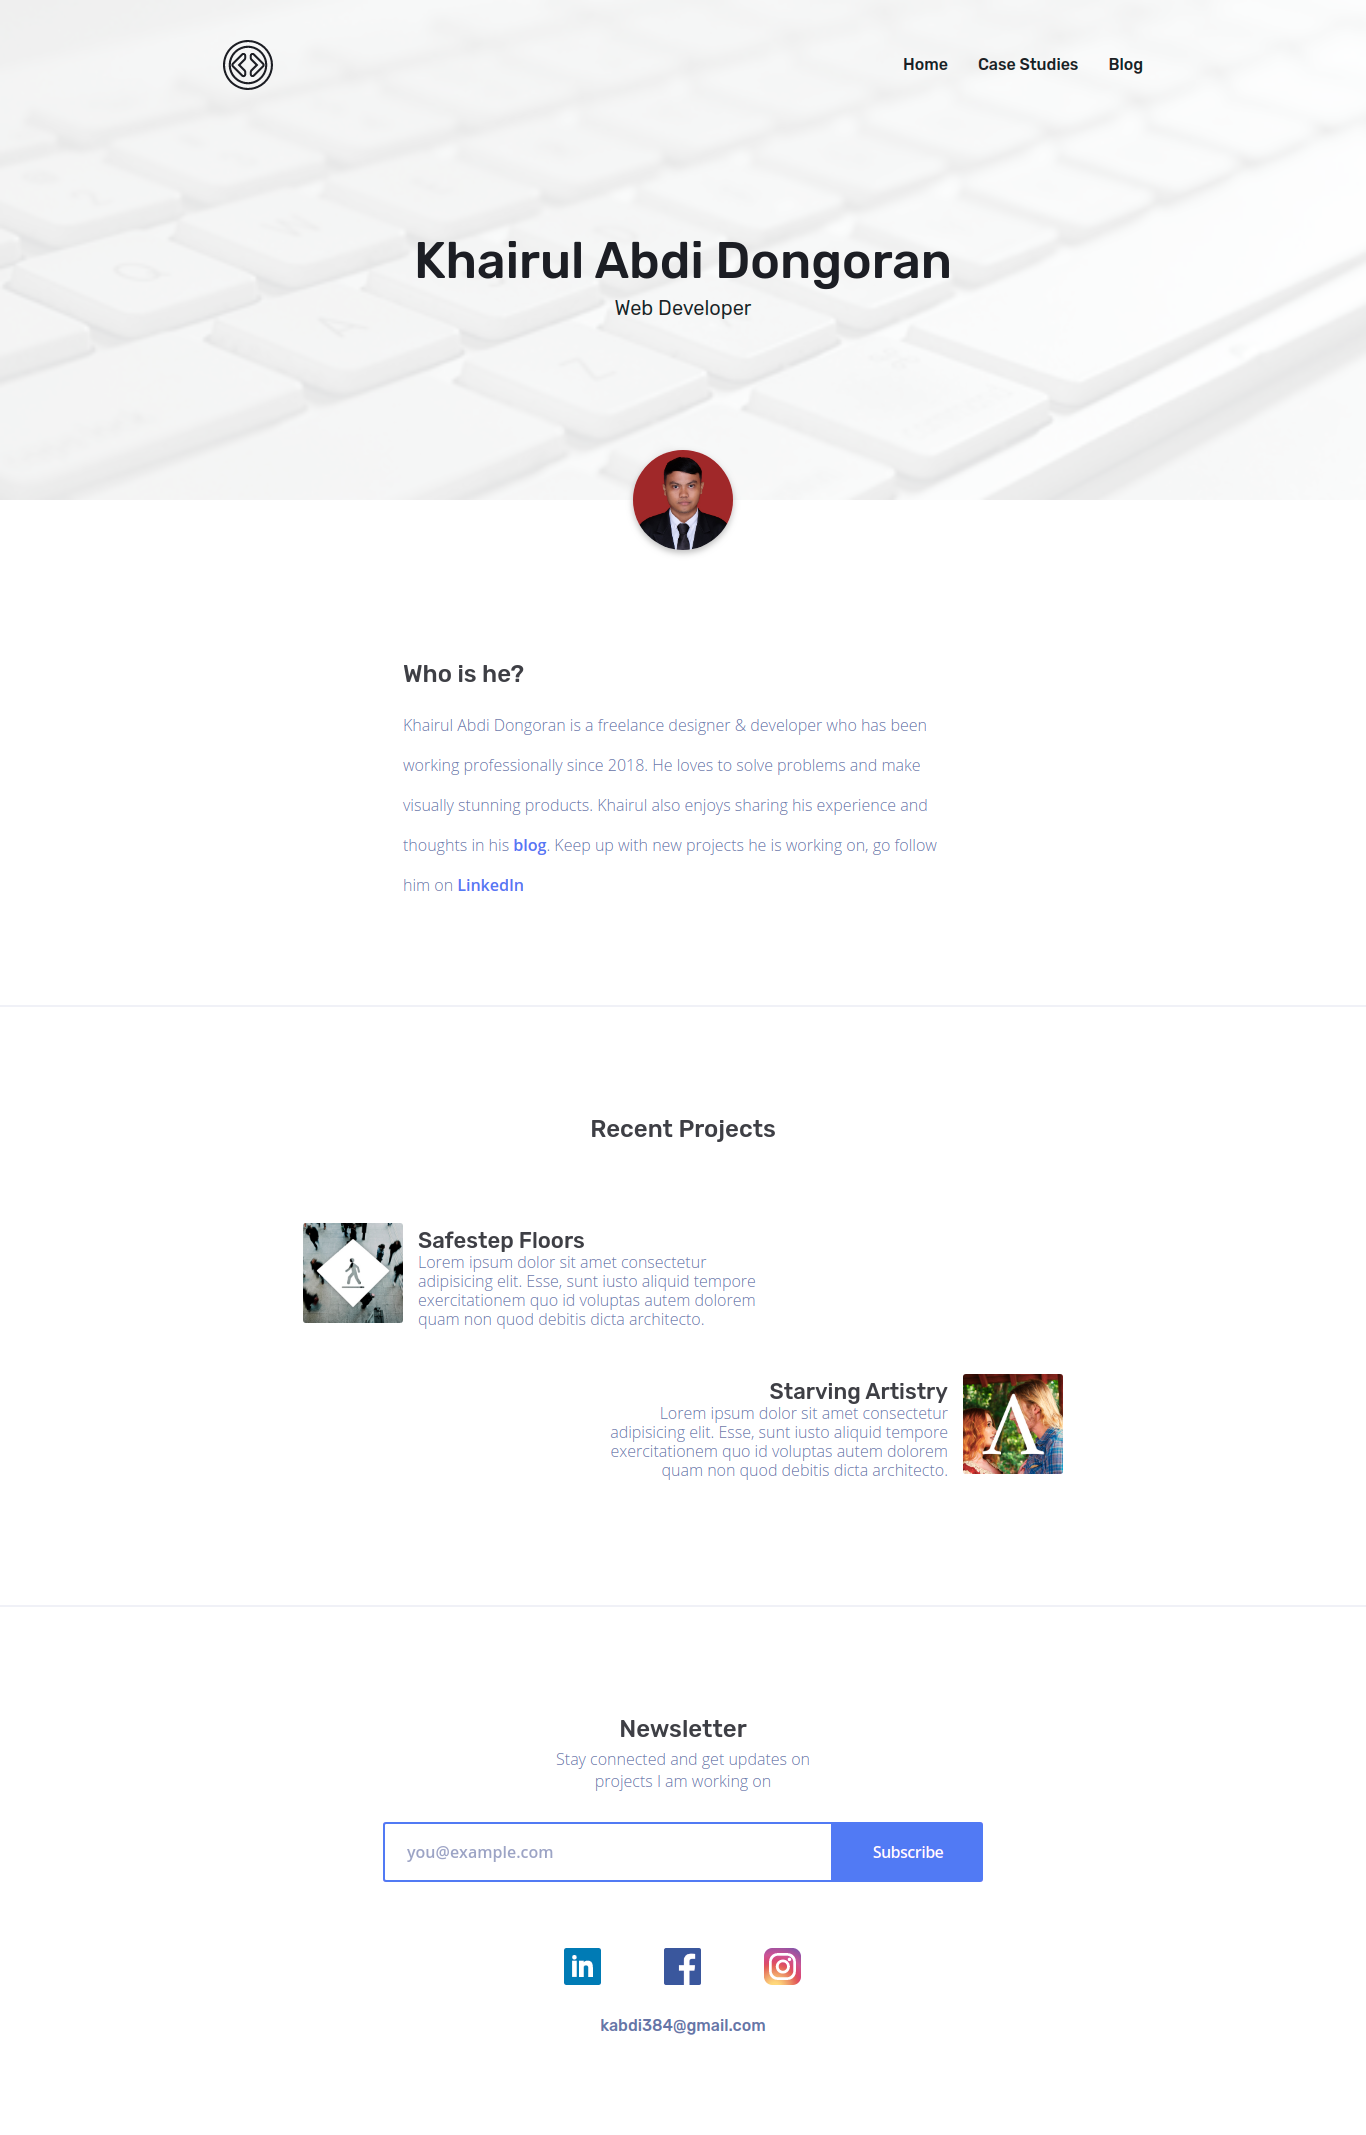 Home Case Studies Blog
Khairul Abdi Dongoran
Web Developer
Who is he?
Khairul Abdi Dongoran is a freelance designer & developer who has been
working professionally since 2018. He loves to solve problems and make
visually stunning products. Khairul also enjoys sharing his experience and
thoughts in his blog. Keep up with new projects he is working on, go follow
him on LinkedIn
Recent Projects
Safestep Floors
Lorem ipsum dolor sit amet consectetur
adipisicing elit. Esse, sunt iusto aliquid tempore
exercitationem quo id voluptas autem dolorem
quam non quod debitis dicta architecto.
Starving Artistry
Lorem ipsum dolor sit amet consectetur
adipisicing elit. Esse, sunt iusto aliquid tempore
exercitationem quo id voluptas autem dolorem
quam non quod debitis dicta architecto.
Newsletter
Stay connected and get updates on
projects I am working on
you@example.com
Subscribe
in
kabdi384@gmail.com